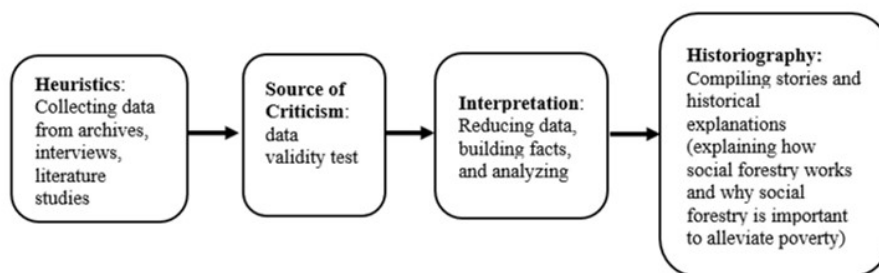 Heuristics:
Collecting data
from archives,
interviews,
literature
studies
Source of
Criticism:
data
validity test
Interpretation:
Reducing data,
building facts,
and analyzing
Historiography:
Compiling stories and
historical
explanations
(explaining how
social forestry works
and why social
forestry is important
to alleviate poverty)